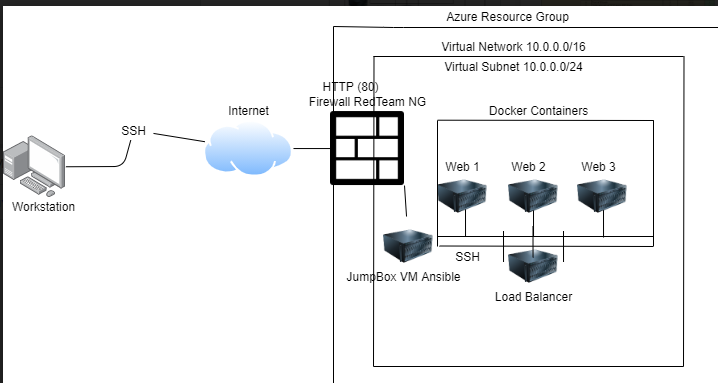 Azure Resource Group
Virtual Network 10.0.0.0/16
Virtual Subnet 10.0.0.0/24
HTTP (80)
Firewall RedTeam NG
Internet
Docker Containers
SSH
Web 1
Web 2
Web 3
Workstation
SSH
JumpBox VM Ansible
Load Balancer